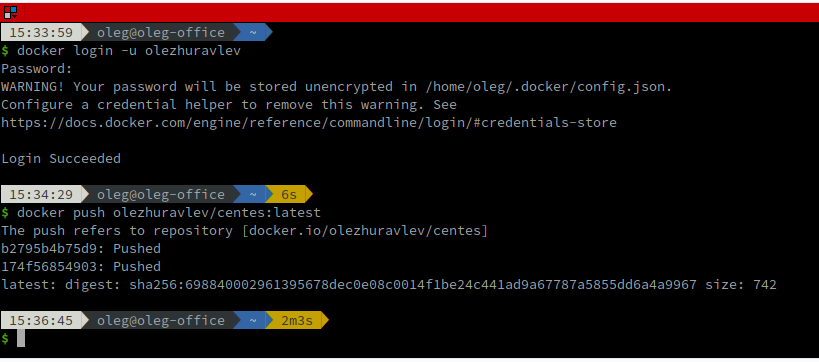 15:33:59 oleg@oleg-office ~
$ docker login -u olezhuravlev
Password:
WARNING! Your password will be stored unencrypted in /home/oleg/.docker/config.json.
Configure a credential helper to remove this warning. See
https://docs.docker.com/engine/reference/commandline/login/#credentials-store
Login Succeeded
15:34:29 oleg@oleg-office ~ 6s
$ docker push olezhuravlev/centes:latest
The push refers to repository [docker.io/olezhuravlev/centes]
b2795b4b75d9: Pushed
174f56854903: Pushed
latest: digest: sha256:698840002961395678dec0e08c0014f1be24c441ad9a67787a5855dd6a4a9967 size: 742
15:36:45 oleg@oleg-office ~ 2m3s
$